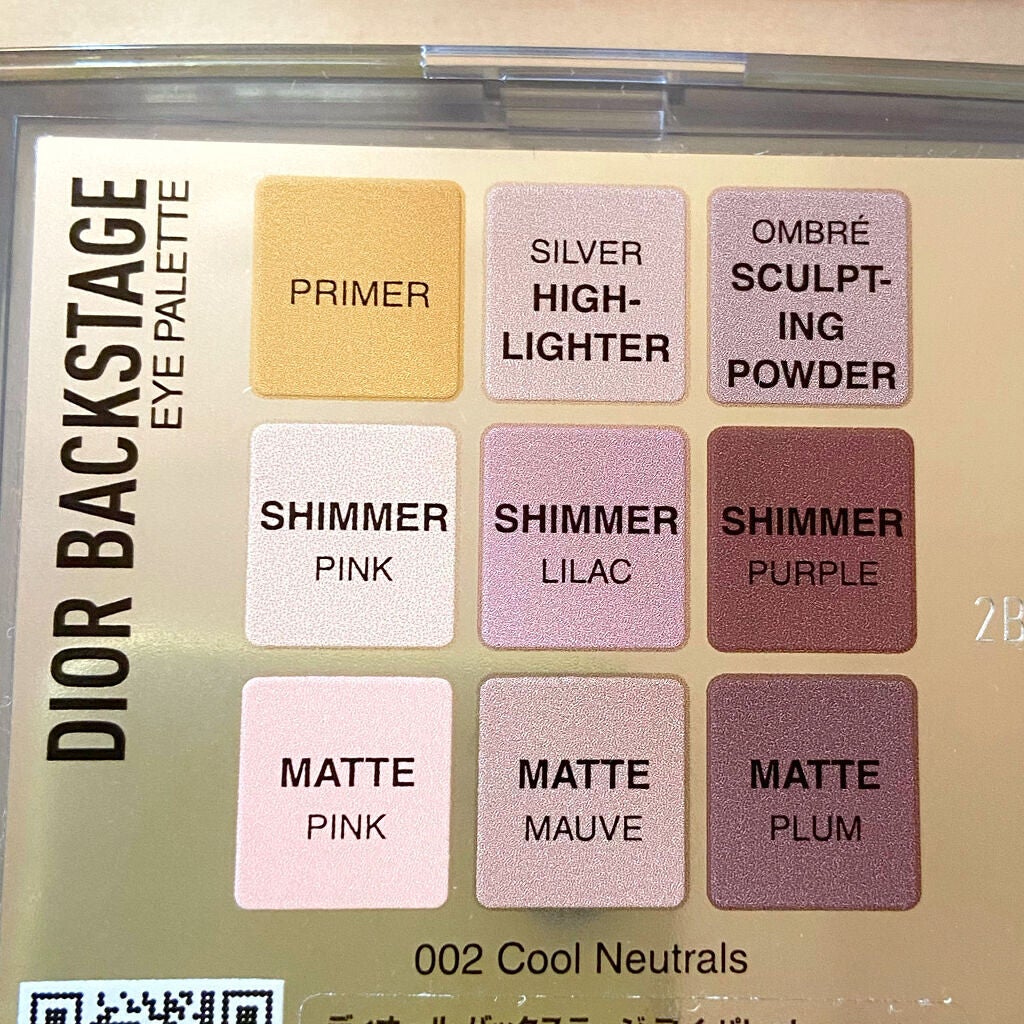 DIOR BACKSTAGE
EYE PALETTE
PRIMER
SILVER
HIGH-
LIGHTER
OMBRÉ
SCULPT-
ING
POWDER
SHIMMER
PINK
SHIMMER
LILAC
SHIMMER
PURPLE
MATTE
PINK
MATTE
MAUVE
MATTE
PLUM
2B
002 Cool Neutrals